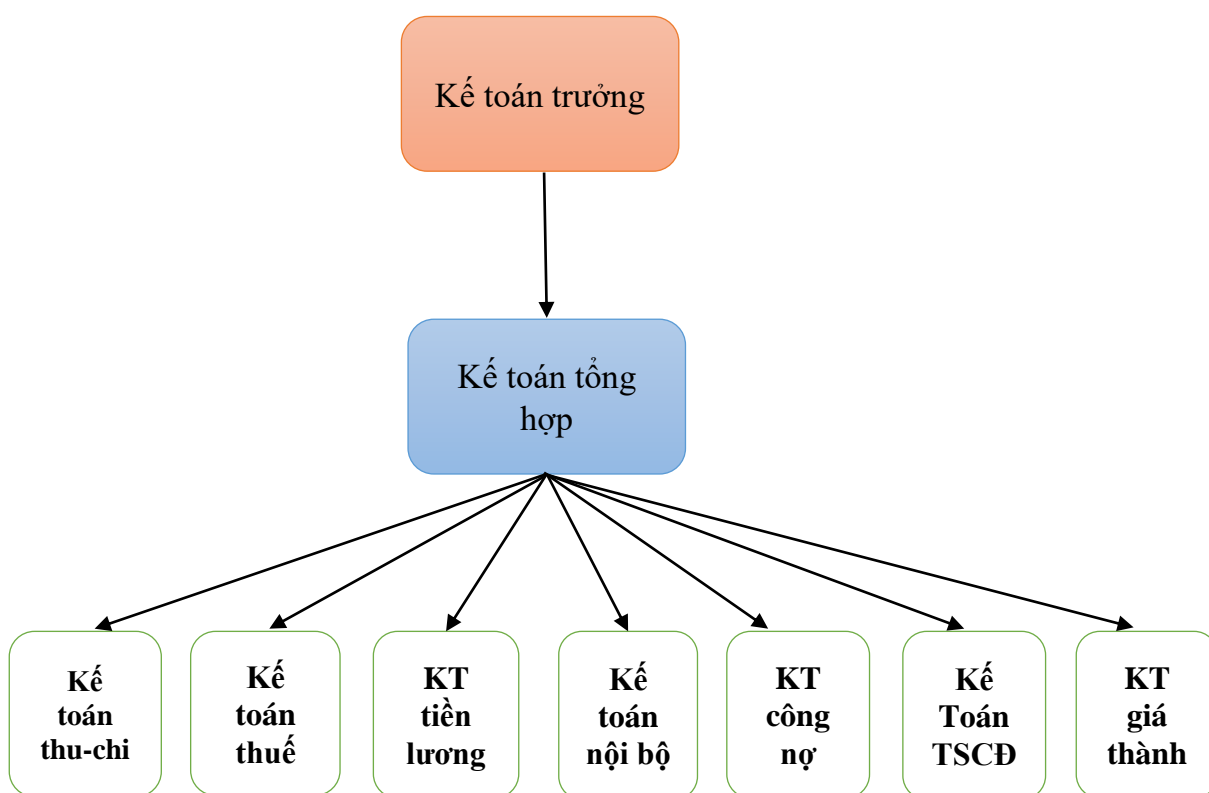 Kế toán trưởng
Kế toán tổng
hợp
Kế
toán
thu-chi
Kế
toán
thuế
KT
tiền
lương
Kế
toán
nội bộ
KT
công
nợ
Kế
Toán
TSCĐ
KT
giá
thành